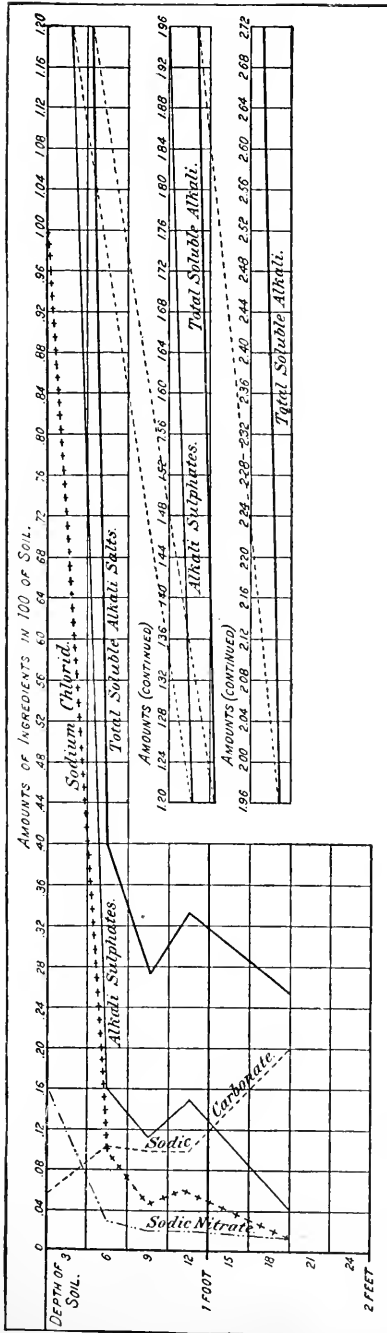 AMOUNTS OF INGREDIENTS IN 100 OF SOIL.
0 .04 .08 .12 .16 .20 .24 .28 .32 .36 .40 .44 .48 .52 .56 .60 .64 .68 .72 .76 .80 .84 .88 .92 .96 1.00 1.04 1.08 1.12 1.16 1.20
DEPTH OF
SOIL.
3
6
9
12
1 FOOT
15
18
21
24
2 FEET
Sodium Chlorid.
Alkali Sulphates.
Total Soluble Alkali Salts.
Sodic Carbonate.
Sodic Nitrate
AMOUNTS (CONTINUED)
1.20 1.24 1.28 1.32 1.36 1.40 1.44 1.48 1.52 1.56 1.60 1.64 1.68 1.72 1.76 1.80 1.84 1.88 1.92 1.96
Alkali Sulphates.
Total Soluble Alkali.
AMOUNTS (CONTINUED)
1.96 2.00 2.04 2.08 2.12 2.16 2.20 2.24 2.28 2.32 2.36 2.40 2.44 2.48 2.52 2.56 2.60 2.64 2.68 2.72
Total Soluble Alkali.